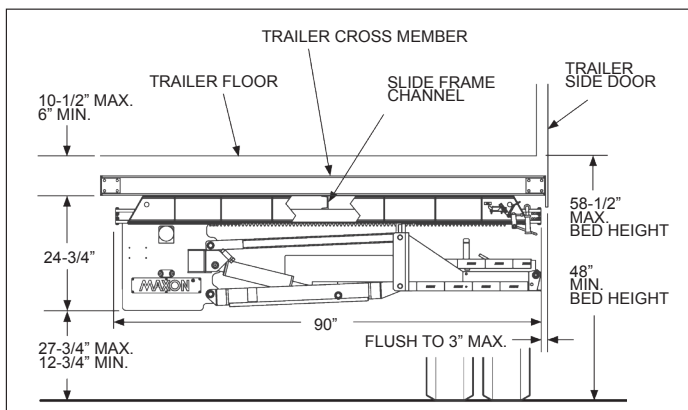 TRAILER CROSS MEMBER
TRAILER FLOOR
SLIDE FRAME
CHANNEL
TRAILER
SIDE DOOR
10-1/2” MAX.
6” MIN.
58-1/2”
MAX.
BED HEIGHT
24-3/4”
MAXON
48”
MIN.
BED HEIGHT
90”
FLUSH TO 3” MAX.
27-3/4” MAX.
12-3/4” MIN.